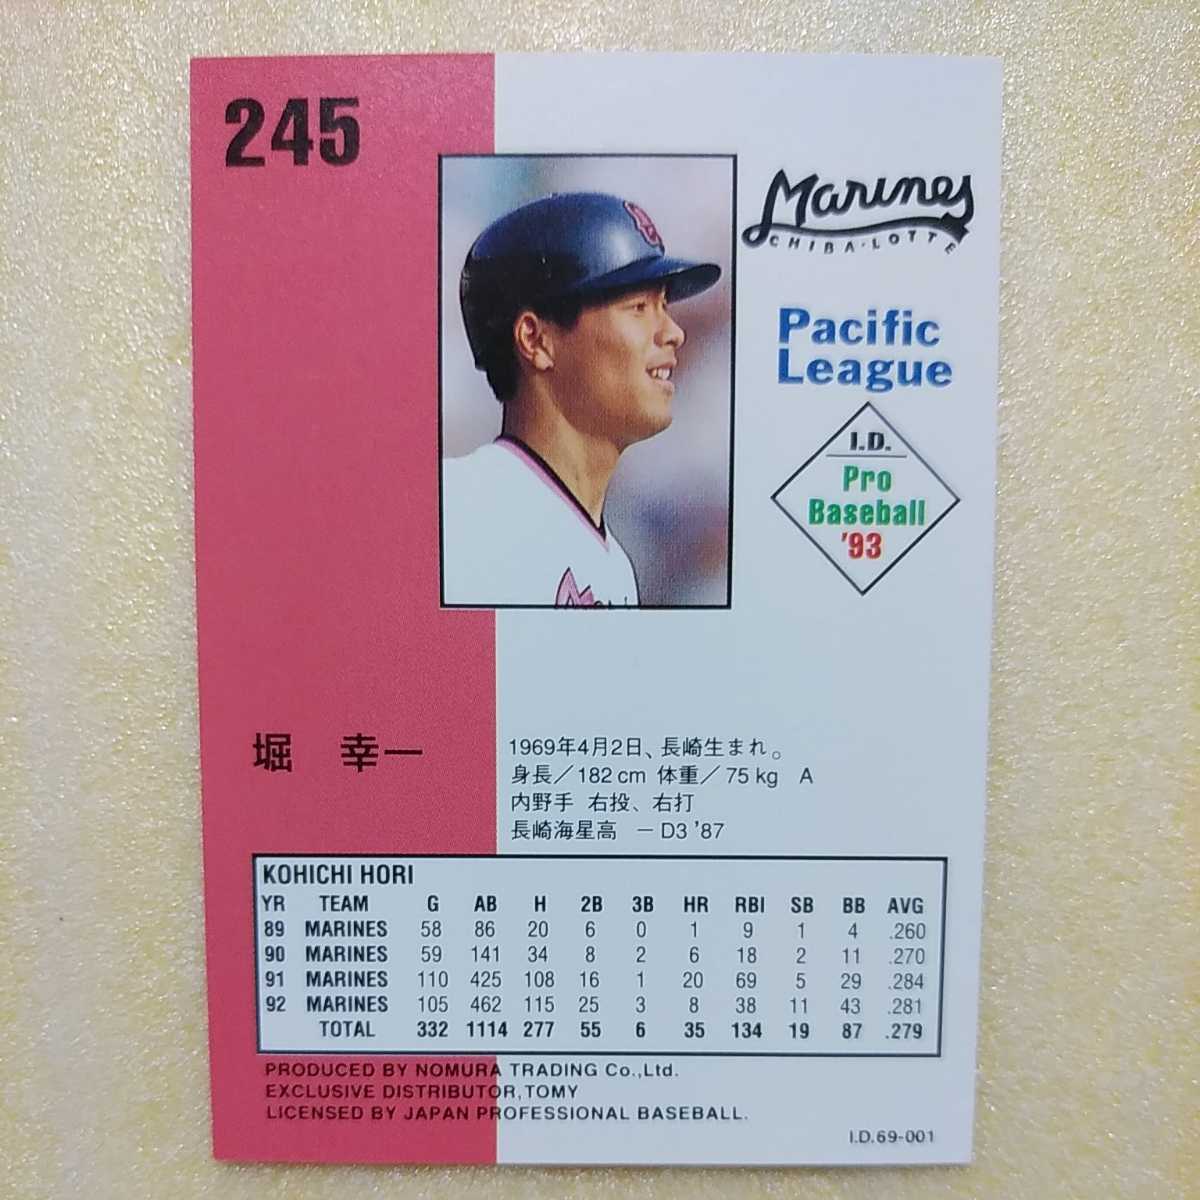 245
Marines
CHIBA·LOTTE
Pacific
League
I.D.
Pro
Baseball
'93
堀　幸一
1969年4月2日、長崎生まれ。
身長／182cm 体重／75kg A
内野手 右投、右打
長崎海星高 －D3 '87
KOHICHI HORI
YR TEAM G AB H 2B 3B HR RBI SB BB AVG
89 MARINES 58 86 20 6 0 1 9 1 4 .260
90 MARINES 59 141 34 8 2 6 18 2 11 .270
91 MARINES 110 425 108 16 1 20 69 5 29 .284
92 MARINES 105 462 115 25 3 8 38 11 43 .281
TOTAL 332 1114 277 55 6 35 134 19 87 .279
PRODUCED BY NOMURA TRADING Co.,Ltd.
EXCLUSIVE DISTRIBUTOR,TOMY
LICENSED BY JAPAN PROFESSIONAL BASEBALL.
I.D.69-001